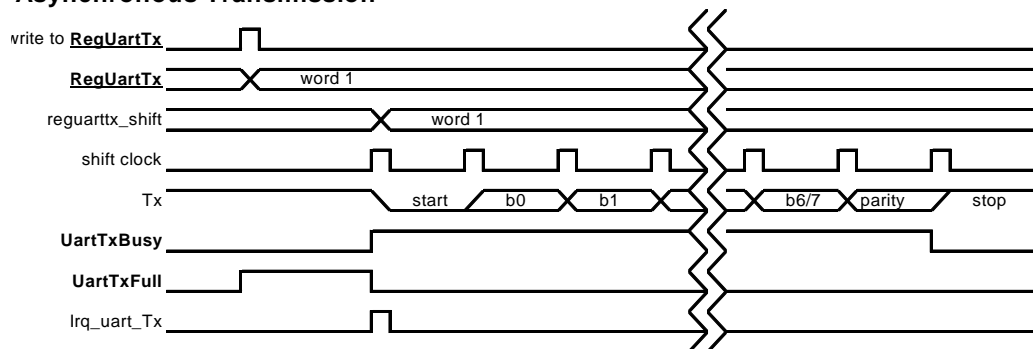 Asynchronous Transmission
write to RegUartTx
RegUartTx word 1
reguarttx_shift word 1
shift clock
Tx start b0 b1 b6/7 parity stop
UartTxBusy
UartTxFull
Irq_uart_Tx